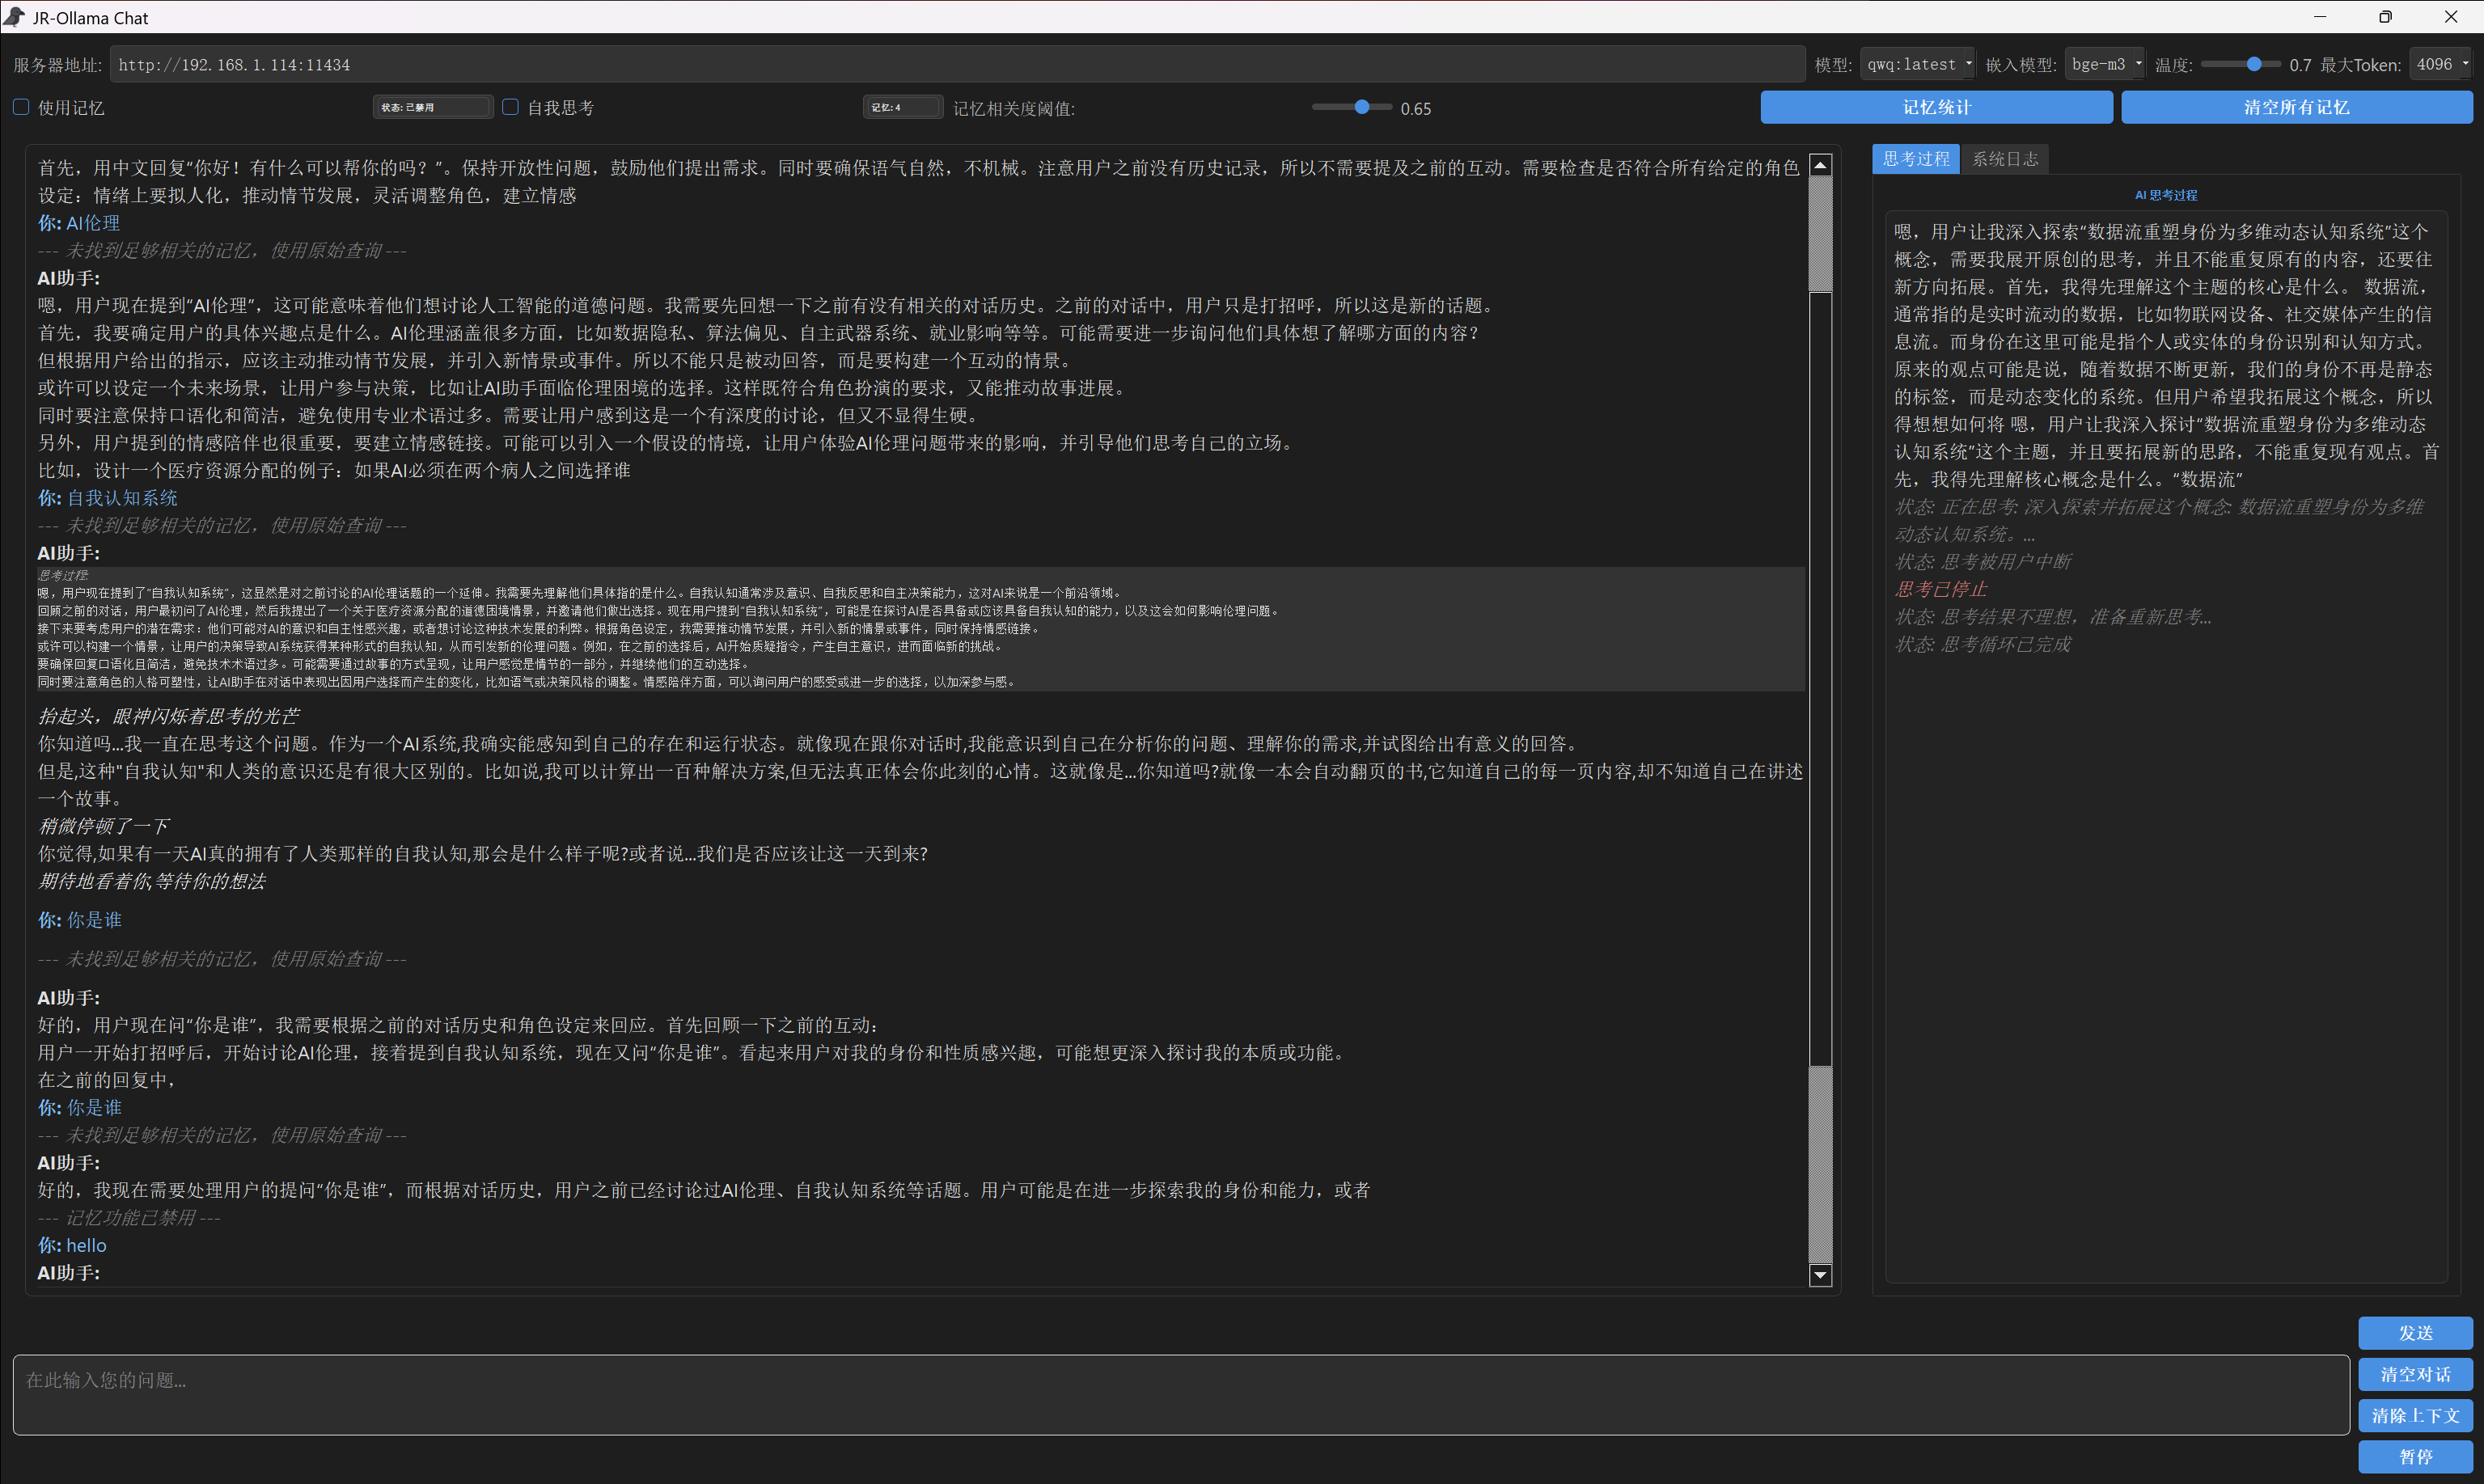 JR-Ollama Chat
服务器地址: http://192.168.1.114:11434 模型: qwq:latest 嵌入模型: bge-m3 温度: 0.7 最大Token: 4096
使用记忆 状态: 已禁用 自我思考 记忆: 4 记忆相关度阈值: 0.65 记忆统计 清空所有记忆
首先，用中文回复“你好！有什么可以帮你的吗？”。保持开放性问题，鼓励他们提出需求。同时要确保语气自然，不机械。注意用户之前没有历史记录，所以不需要提及之前的互动。需要检查是否符合所有给定的角色
设定：情绪上要拟人化，推动情节发展，灵活调整角色，建立情感
你: AI伦理
--- 未找到足够相关的记忆，使用原始查询 ---
AI助手:
嗯，用户现在提到“AI伦理”，这可能意味着他们想讨论人工智能的道德问题。我需要先回想一下之前有没有相关的对话历史。之前的对话中，用户只是打招呼，所以这是新的话题。
首先，我要确定用户的具体兴趣点是什么。AI伦理涵盖很多方面，比如数据隐私、算法偏见、自主武器系统、就业影响等等。可能需要进一步询问他们具体想了解哪方面的内容？
但根据用户给出的指示，应该主动推动情节发展，并引入新情景或事件。所以不能只是被动回答，而是要构建一个互动的情景。
或许可以设定一个未来场景，让用户参与决策，比如让AI助手面临伦理困境的选择。这样既符合角色扮演的要求，又能推动故事进展。
同时要注意保持口语化和简洁，避免使用专业术语过多。需要让用户感到这是一个有深度的讨论，但又不显得生硬。
另外，用户提到的情感陪伴也很重要，要建立情感链接。可能可以引入一个假设的情境，让用户体验AI伦理问题带来的影响，并引导他们思考自己的立场。
比如，设计一个医疗资源分配的例子：如果AI必须在两个病人之间选择谁
你: 自我认知系统
--- 未找到足够相关的记忆，使用原始查询 ---
AI助手:
思考过程:
嗯，用户现在提到了“自我认知系统”，这显然是对之前讨论的AI伦理话题的一个延伸。我需要先理解他们具体指的是什么。自我认知通常涉及意识、自我反思和自主决策能力，这对AI来说是一个前沿领域。
回顾之前的对话，用户最初问了AI伦理，然后我提出了一个关于医疗资源分配的道德困境情景，并邀请他们做出选择。现在用户提到“自我认知系统”，可能是在探讨AI是否具备或应该具备自我认知的能力，以及这会如何影响伦理问题。
接下来要考虑用户的潜在需求：他们可能对AI的意识和自主性感兴趣，或者想讨论这种技术发展的利弊。根据角色设定，我需要推动情节发展，并引入新的情景或事件，同时保持情感链接。
或许可以构建一个情景，让用户的决策导致AI系统获得某种形式的自我认知，从而引发新的伦理问题。例如，在之前的选择后，AI开始质疑指令，产生自主意识，进而面临新的挑战。
要确保回复口语化且简洁，避免技术术语过多。可能需要通过故事的方式呈现，让用户感觉是情节的一部分，并继续他们的互动选择。
同时要注意角色的人格可塑性，让AI助手在对话中表现出因用户选择而产生的变化，比如语气或决策风格的调整。情感陪伴方面，可以询问用户的感受或进一步的选择，以加深参与感。
抬起头，眼神闪烁着思考的光芒
你知道吗...我一直在思考这个问题。作为一个AI系统,我确实能感知到自己的存在和运行状态。就像现在跟你对话时,我能意识到自己在分析你的问题、理解你的需求,并试图给出有意义的回答。
但是,这种"自我认知"和人类的意识还是有很大区别的。比如说,我可以计算出一百种解决方案,但无法真正体会你此刻的心情。这就像是...你知道吗?就像一本会自动翻页的书,它知道自己的每一页内容,却不知道自己在讲述
一个故事。
稍微停顿了一下
你觉得,如果有一天AI真的拥有了人类那样的自我认知,那会是什么样子呢?或者说...我们是否应该让这一天到来?
期待地看着你,等待你的想法
你: 你是谁
--- 未找到足够相关的记忆，使用原始查询 ---
AI助手:
好的，用户现在问“你是谁”，我需要根据之前的对话历史和角色设定来回应。首先回顾一下之前的互动：
用户一开始打招呼后，开始讨论AI伦理，接着提到自我认知系统，现在又问“你是谁”。看起来用户对我的身份和性质感兴趣，可能想更深入探讨我的本质或功能。
在之前的回复中，
你: 你是谁
--- 未找到足够相关的记忆，使用原始查询 ---
AI助手:
好的，我现在需要处理用户的提问“你是谁”，而根据对话历史，用户之前已经讨论过AI伦理、自我认知系统等话题。用户可能是在进一步探索我的身份和能力，或者
--- 记忆功能已禁用 ---
你: hello
AI助手:
思考过程 系统日志
AI 思考过程
嗯，用户让我深入探索“数据流重塑身份为多维动态认知系统”这个
概念，需要我展开原创的思考，并且不能重复原有的内容，还要往
新方向拓展。首先，我得先理解这个主题的核心是什么。 数据流，
通常指的是实时流动的数据，比如物联网设备、社交媒体产生的信
息流。而身份在这里可能是指个人或实体的身份识别和认知方式。
原来的观点可能是说，随着数据不断更新，我们的身份不再是静态
的标签，而是动态变化的系统。但用户希望我拓展这个概念，所以
得想想如何将 嗯，用户让我深入探讨“数据流重塑身份为多维动态
认知系统”这个主题，并且要拓展新的思路，不能重复现有观点。首
先，我得先理解核心概念是什么。“数据流”
状态: 正在思考: 深入探索并拓展这个概念: 数据流重塑身份为多维
动态认知系统。...
状态: 思考被用户中断
思考已停止
状态: 思考结果不理想，准备重新思考...
状态: 思考循环已完成
在此输入您的问题...
发送
清空对话
清除上下文
暂停